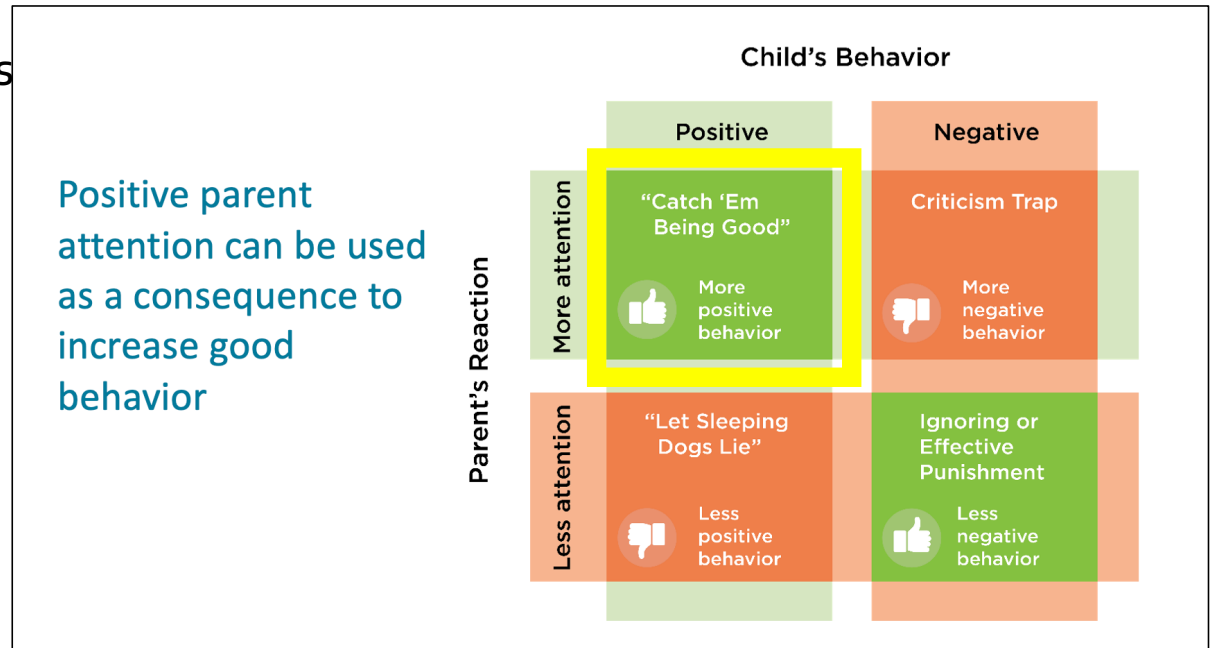 s
Positive parent
attention can be used
as a consequence to
increase good
behavior
Child's Behavior
Positive
Negative
Parent's Reaction
More attention
“Catch ‘Em
Being Good”
More
positive
behavior
Criticism Trap
More
negative
behavior
Less attention
“Let Sleeping
Dogs Lie”
Less
positive
behavior
Ignoring or
Effective
Punishment
Less
negative
behavior